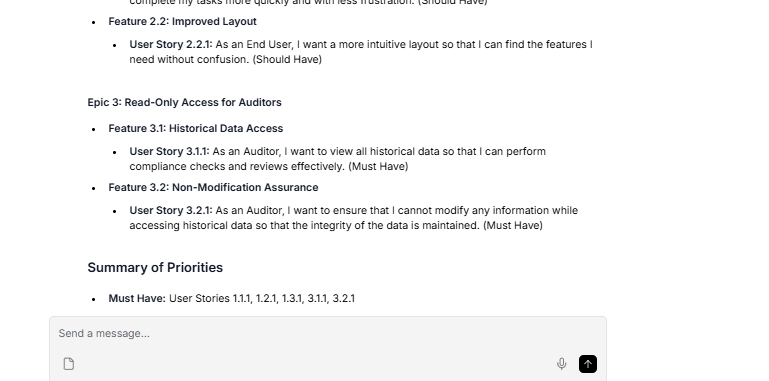 complete my tasks more quickly and with less frustration. (Should Have)
• Feature 2.2: Improved Layout
• User Story 2.2.1: As an End User, I want a more intuitive layout so that I can find the features I
need without confusion. (Should Have)
Epic 3: Read-Only Access for Auditors
• Feature 3.1: Historical Data Access
• User Story 3.1.1: As an Auditor, I want to view all historical data so that I can perform
compliance checks and reviews effectively. (Must Have)
• Feature 3.2: Non-Modification Assurance
• User Story 3.2.1: As an Auditor, I want to ensure that I cannot modify any information while
accessing historical data so that the integrity of the data is maintained. (Must Have)
Summary of Priorities
• Must Have: User Stories 1.1.1, 1.2.1, 1.3.1, 3.1.1, 3.2.1
Send a message...